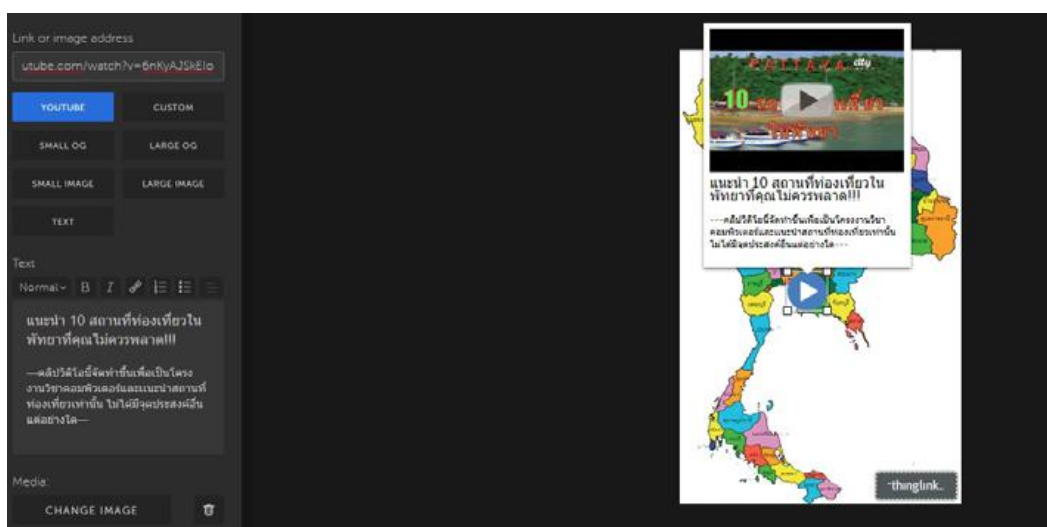 Link or image address
utube.com/watch?v=6nKyAJSkElo
YOUTUBE
CUSTOM
SMALL OG
LARGE OG
SMALL IMAGE
LARGE IMAGE
TEXT
Text
Normal
B I
แนะนำ 10 สถานที่ท่องเที่ยวใน
พัทยาที่คุณไม่ควรพลาด!!!
---คลิปวีดีโอนี้จัดทำขึ้นเพื่อเป็นโครง
งานวิชาคอมพิวเตอร์และแนะนำสถานที่
ท่องเที่ยวเท่านั้น ไม่ได้มีจุดประสงค์อื่น
แต่อย่างใด---
Media:
CHANGE IMAGE
PATTAYA city
10
ในพัทยา
แนะนำ 10 สถานที่ท่องเที่ยวใน
พัทยาที่คุณไม่ควรพลาด!!!
---คลิปวีดีโอนี้จัดทำขึ้นเพื่อเป็นโครงงานวิชา
คอมพิวเตอร์และแนะนำสถานที่ท่องเที่ยวเท่านั้น
ไม่ได้มีจุดประสงค์อื่นแต่อย่างใด---
thinglink..